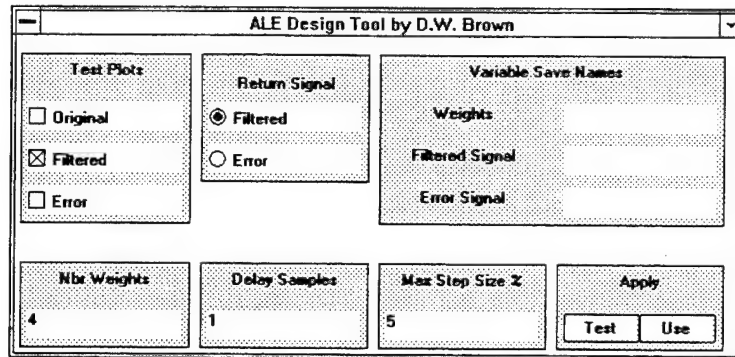 ALE Design Tool by D.W. Brown
Test Plots
Original
Filtered
Error
Return Signal
Filtered
Error
Variable Save Names
Weights
Filtered Signal
Error Signal
Nbr Weights
4
Delay Samples
1
Max Step Size %
5
Apply
Test Use